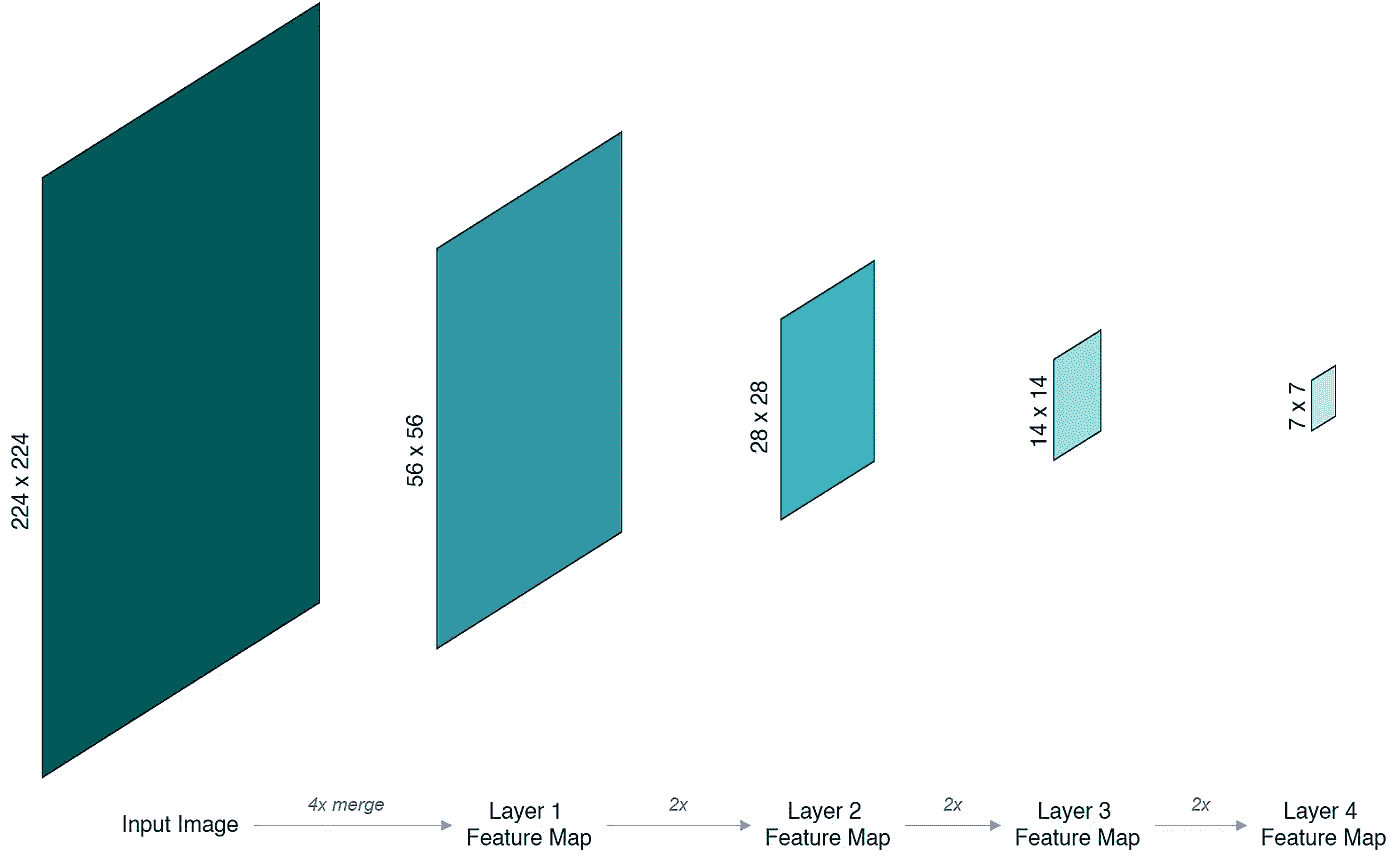 224 x 224
56 x 56
28 x 28
14 x 14
7 x 7
Input Image
4x merge
Layer 1
Feature Map
2x
Layer 2
Feature Map
2x
Layer 3
Feature Map
2x
Layer 4
Feature Map